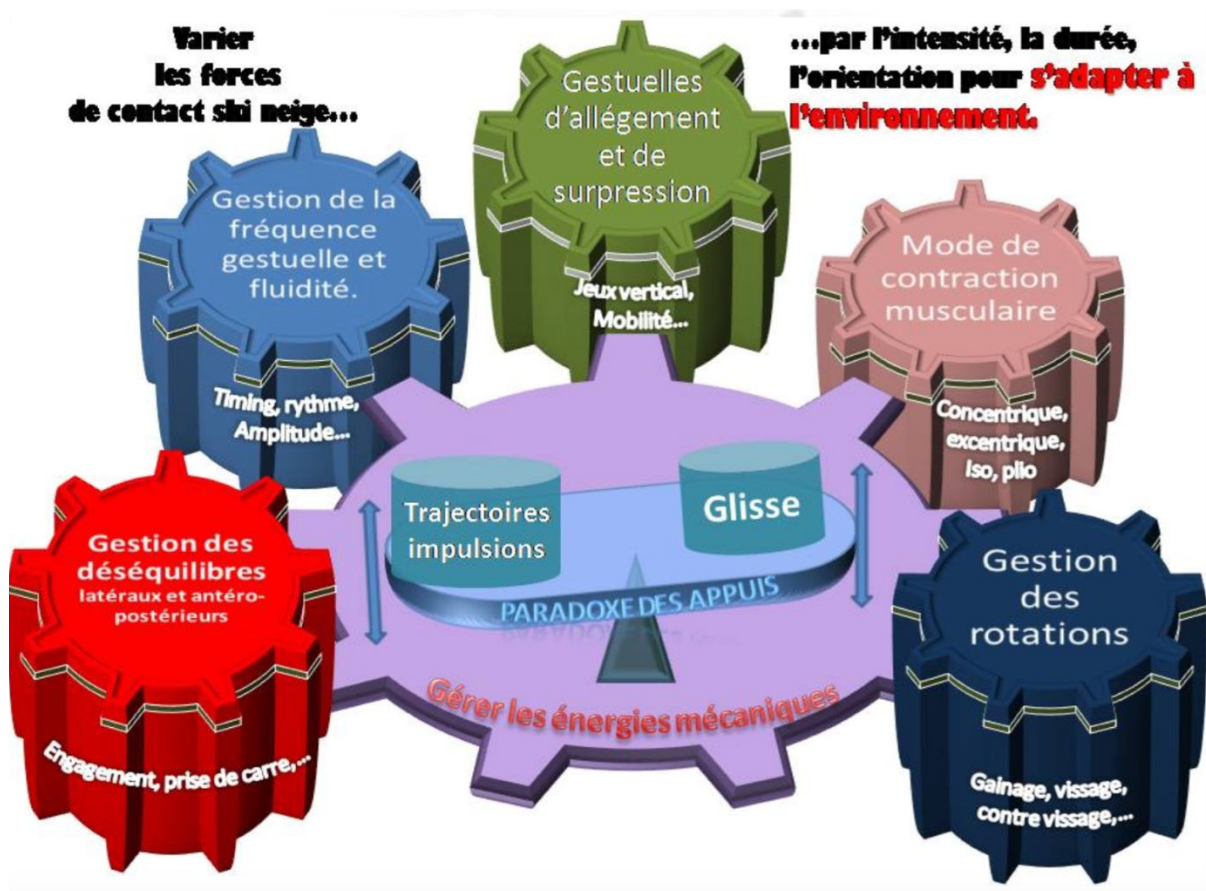 Varier
les forces
de contact ski neige...
...par l'intensité, la durée,
l'orientation pour s'adapter à
l'environnement.
Gestuelles
d'allégement
et de
surpression
Jeux vertical,
Mobilité...
Gestion de la
fréquence
gestuelle et
fluidité.
Timing, rythme,
Amplitude...
Mode de
contraction
musculaire
Concentrique,
excentrique,
Iso, plio
Gestion des
déséquilibres
latéraux et antéro-
postérieurs
Engagement, prise de carre,...
Trajectoires
impulsions
Glisse
PARADOXE DES APPUIS
Gérer les énergies mécaniques
Gestion
des
rotations
Gainage, vissage,
contre vissage,...